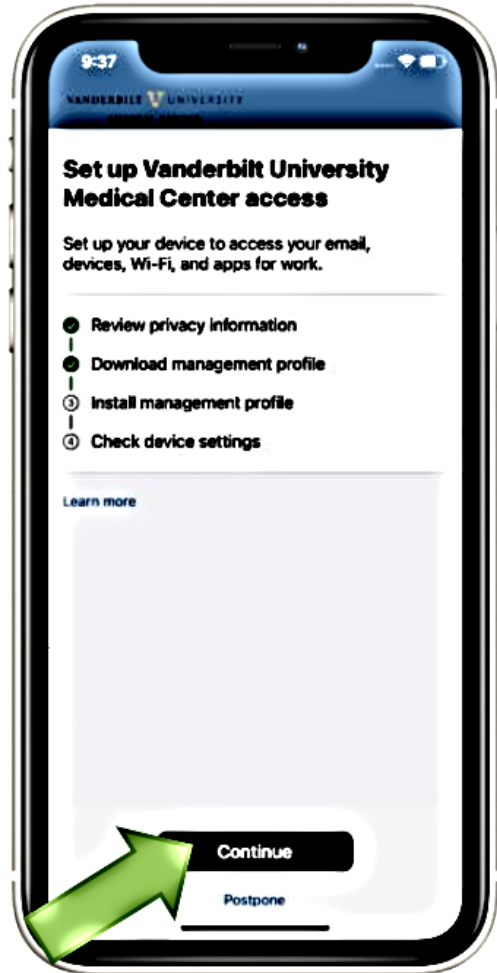 9:37
VANDERBILT V UNIVERSITY
Set up Vanderbilt University
Medical Center access
Set up your device to access your email,
devices, Wi-Fi, and apps for work.
Review privacy information
Download management profile
3 Install management profile
4 Check device settings
Learn more
Continue
Postpone